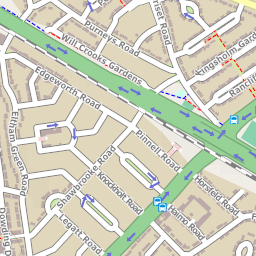 Will Crooks Gardens
Purneys Road
Kingsholm Gardens
Edgeworth Road
Eltham Green Road
Pinnell Road
Shawbrooke Road
Knockholt Road
Legatt Road
Horsfeld Road
Haimo Road